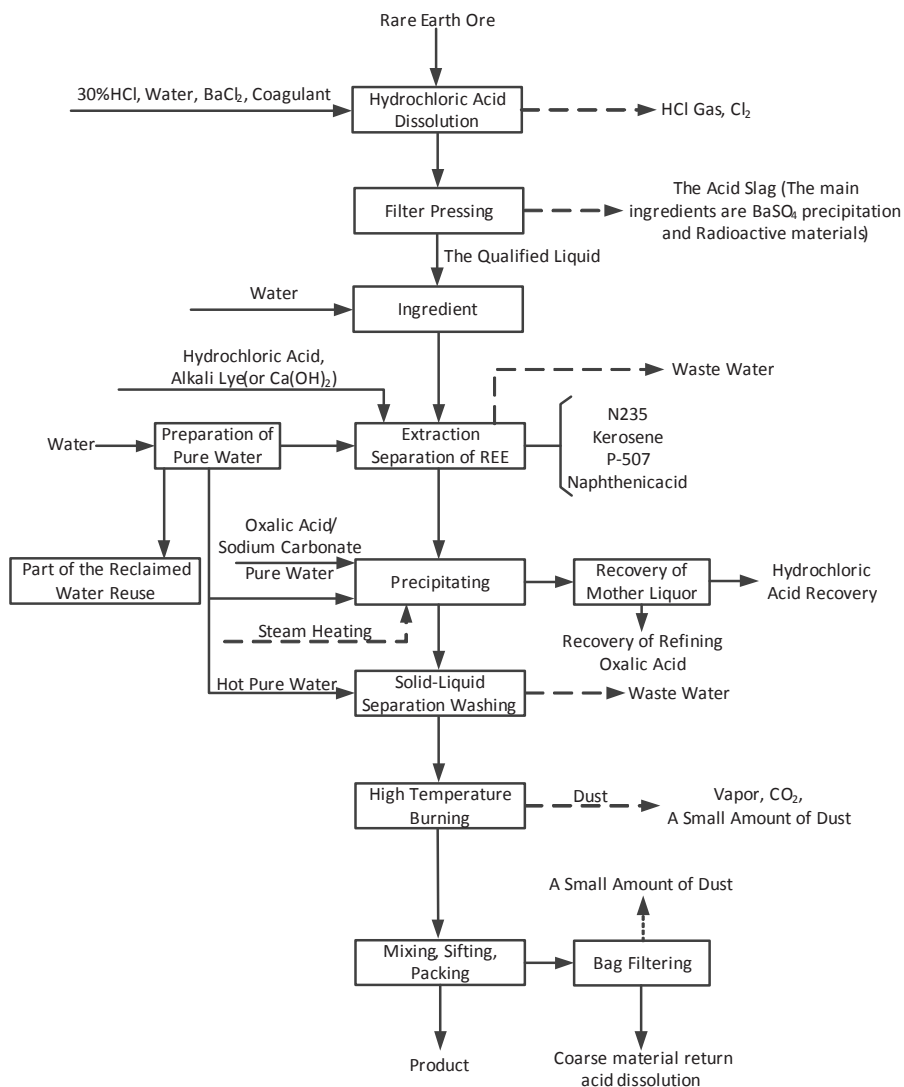 Rare Earth Ore
30%HCl, Water, BaCl₂, Coagulant
Hydrochloric Acid
Dissolution
HCl Gas, Cl₂
Filter Pressing
The Acid Slag (The main
ingredients are BaSO₄ precipitation
and Radioactive materials)
The Qualified Liquid
Water
Ingredient
Hydrochloric Acid,
Alkali Lye(or Ca(OH)₂)
Waste Water
Water
Preparation of
Pure Water
Extraction
Separation of REE
N235
Kerosene
P-507
Naphthenicacid
Part of the Reclaimed
Water Reuse
Oxalic Acid/
Sodium Carbonate
Pure Water
Precipitating
Recovery of
Mother Liquor
Hydrochloric
Acid Recovery
Steam Heating
Recovery of Refining
Oxalic Acid
Hot Pure Water
Solid-Liquid
Separation Washing
Waste Water
High Temperature
Burning
Dust
Vapor, CO₂,
A Small Amount of Dust
A Small Amount of Dust
Mixing, Sifting,
Packing
Bag Filtering
Product
Coarse material return
acid dissolution